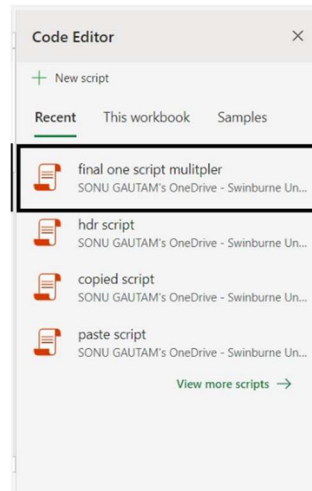 Code Editor
New script
Recent This workbook Samples
final one script mulitpler
SONU GAUTAM's OneDrive - Swinburne Un...
hdr script
SONU GAUTAM's OneDrive - Swinburne Un...
copied script
SONU GAUTAM's OneDrive - Swinburne Un...
paste script
SONU GAUTAM's OneDrive - Swinburne Un...
View more scripts →